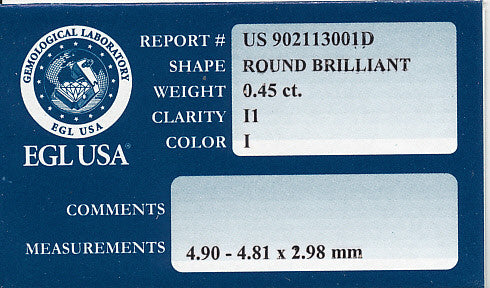 GEMOLOGICAL LABORATORY
EGL USA
EGL USA®
REPORT # US 902113001D
SHAPE ROUND BRILLIANT
WEIGHT 0.45 ct.
CLARITY I1
COLOR I
COMMENTS
MEASUREMENTS 4.90 - 4.81 x 2.98 mm